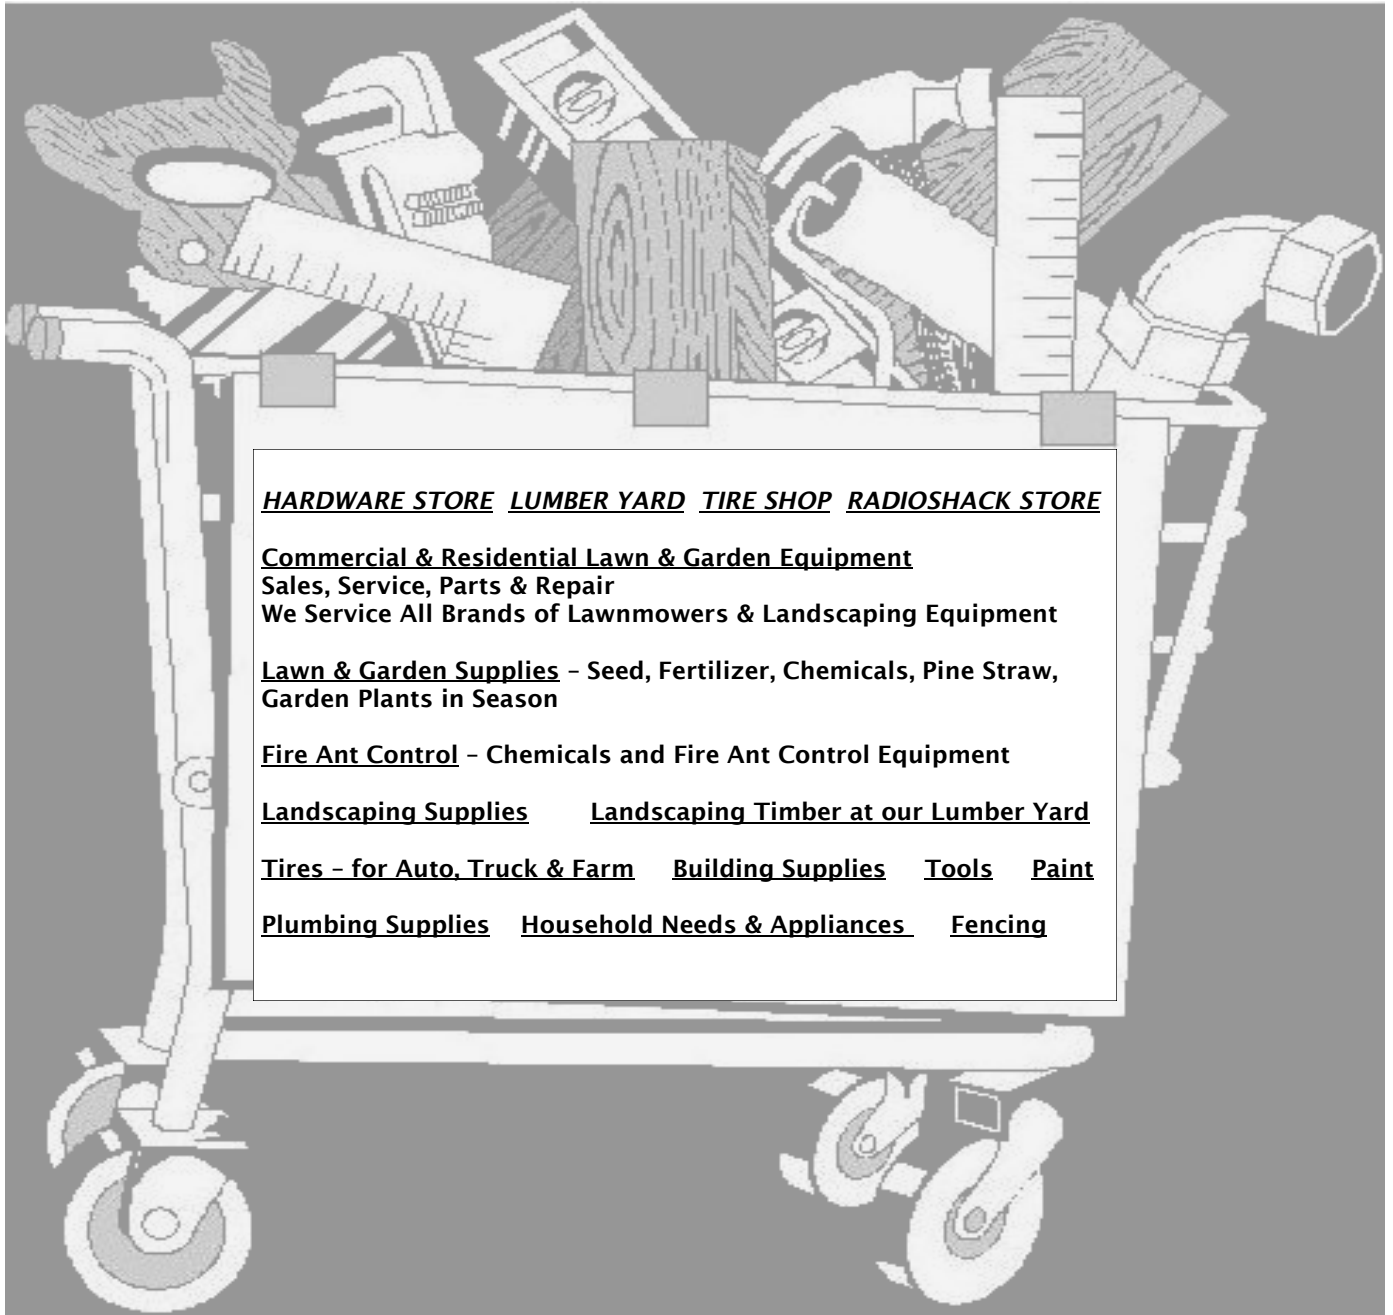 HARDWARE STORE LUMBER YARD TIRE SHOP RADIOSHACK STORE
Commercial & Residential Lawn & Garden Equipment
Sales, Service, Parts & Repair
We Service All Brands of Lawnmowers & Landscaping Equipment
Lawn & Garden Supplies – Seed, Fertilizer, Chemicals, Pine Straw,
Garden Plants in Season
Fire Ant Control – Chemicals and Fire Ant Control Equipment
Landscaping Supplies Landscaping Timber at our Lumber Yard
Tires – for Auto, Truck & Farm Building Supplies Tools Paint
Plumbing Supplies Household Needs & Appliances Fencing